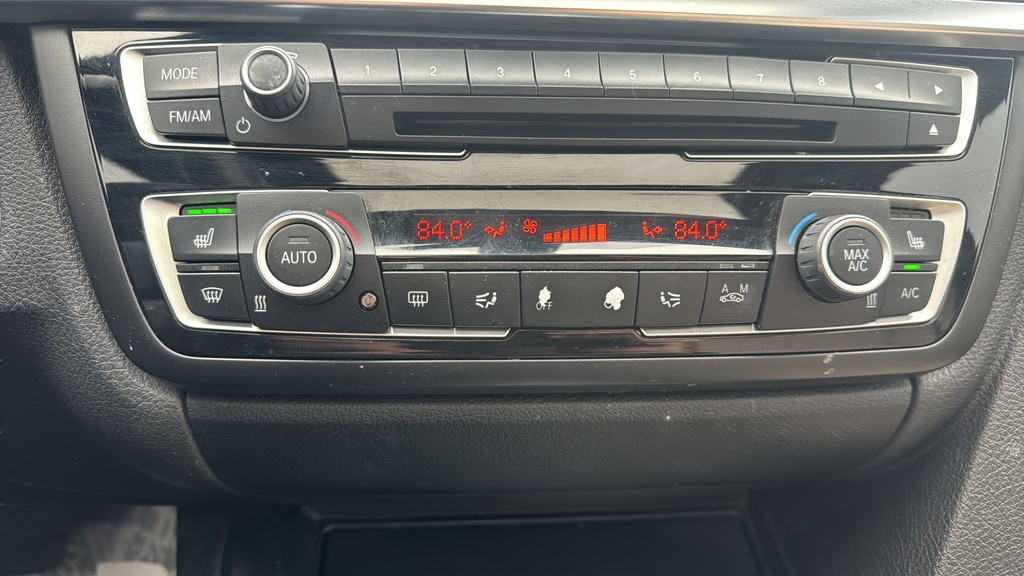 MODE
1 2 3 4 5 6 7 8
FM/AM
84.0° 84.0°
AUTO
MAX
A/C
A M
OFF
A/C